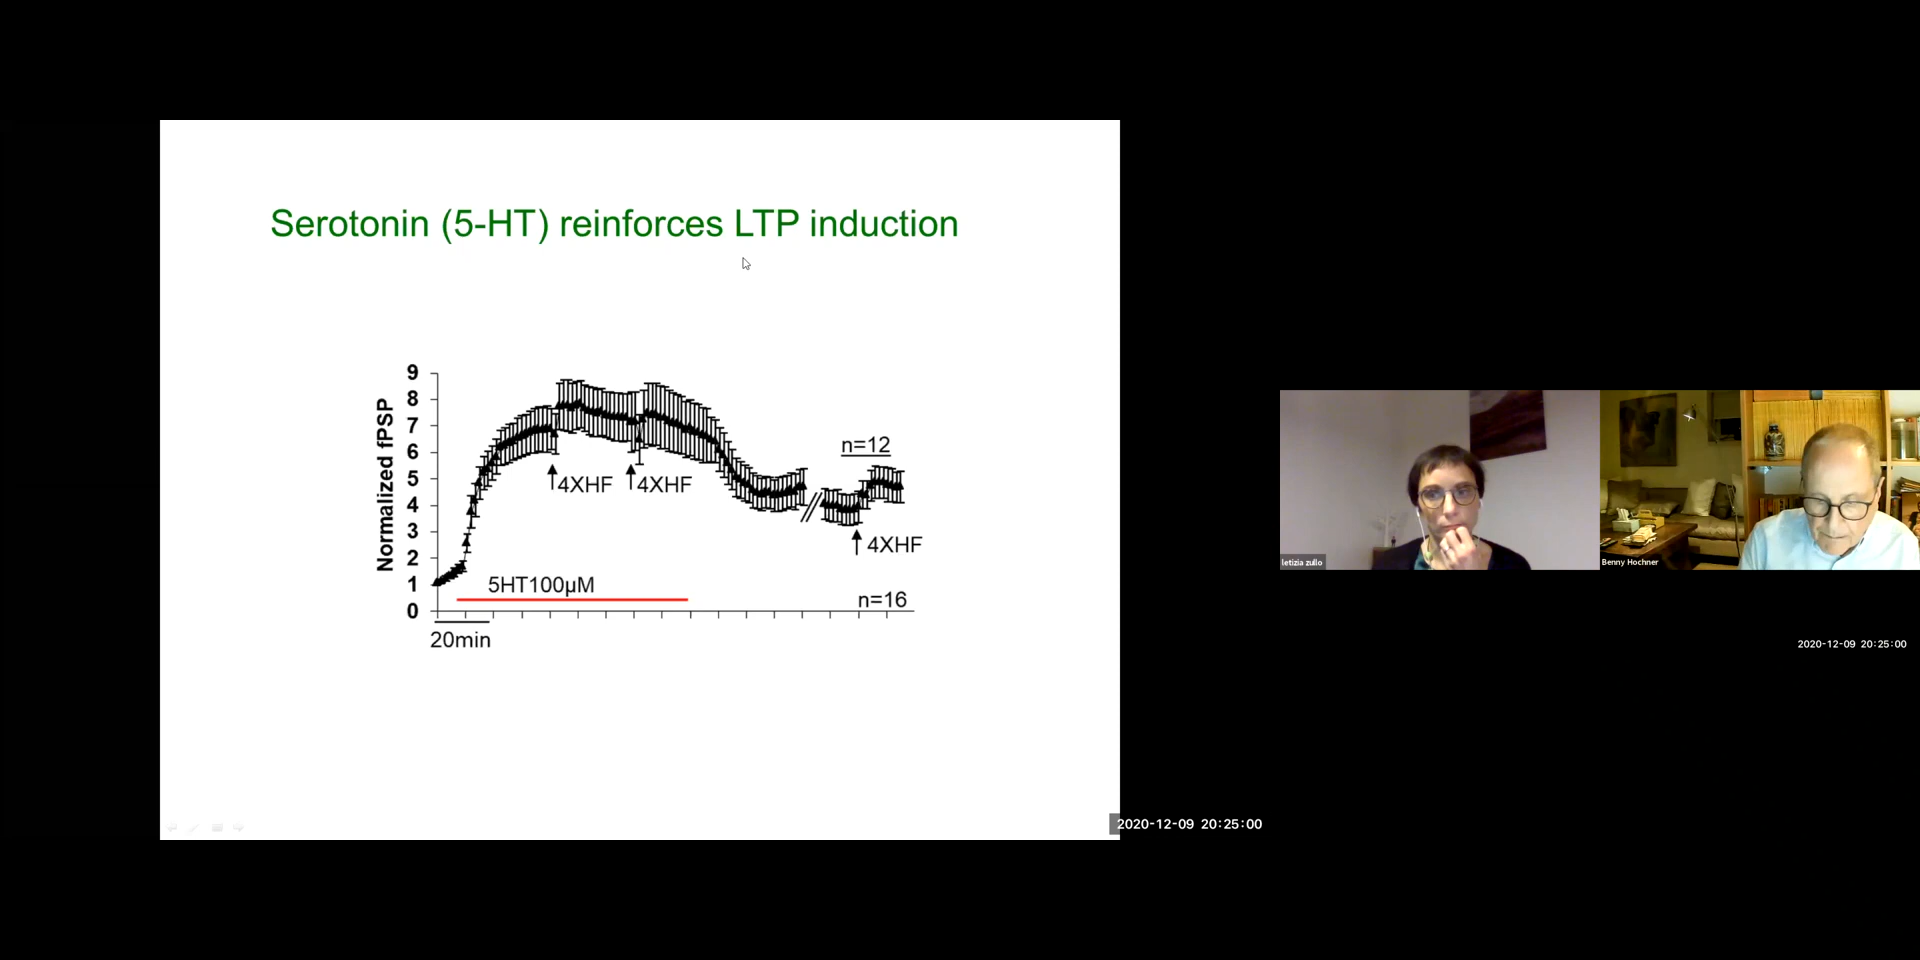 Serotonin (5-HT) reinforces LTP induction
Normalized fPSP
9
8
7
6
5
4
3
2
1
0
4XHF
4XHF
n=12
4XHF
5HT100µM
n=16
20min
letizia zullo
Benny Hochner
2020-12-09 20:25:00
2020-12-09 20:25:00